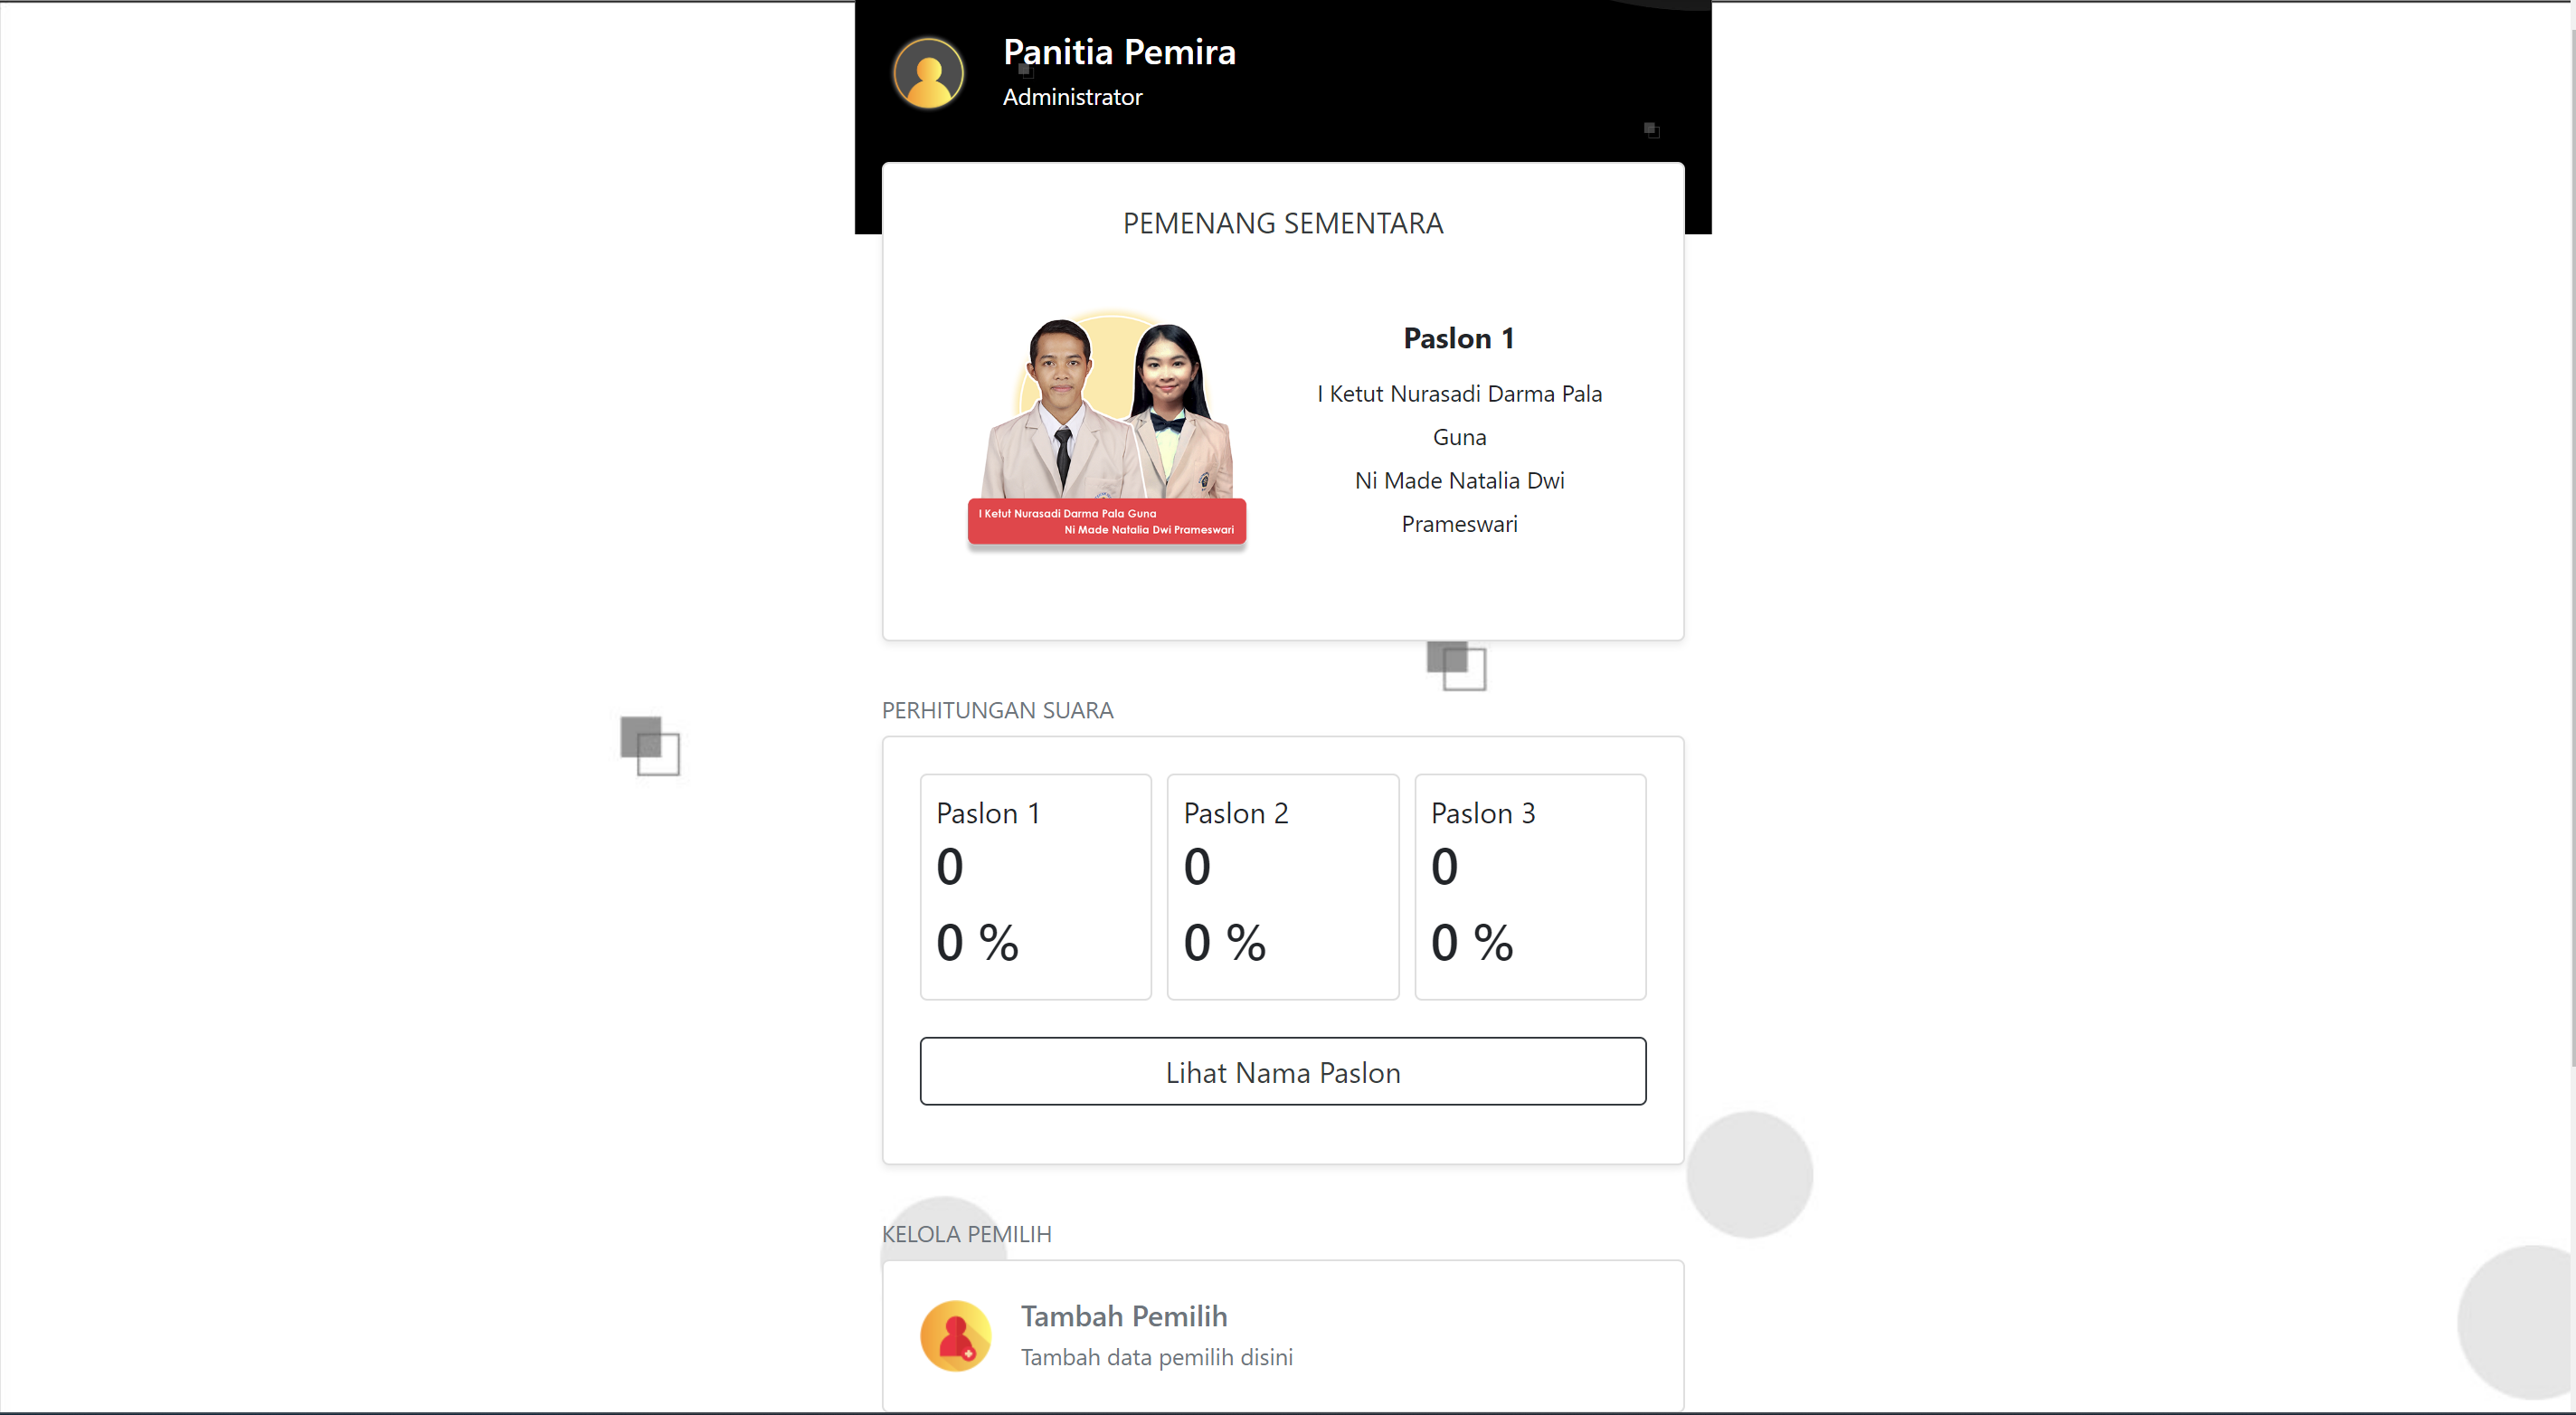 Panitia Pemira
Administrator
PEMENANG SEMENTARA
I Ketut Nurasadi Darma Pala Guna
Ni Made Natalia Dwi Prameswari
Paslon 1
I Ketut Nurasadi Darma Pala
Guna
Ni Made Natalia Dwi
Prameswari
PERHITUNGAN SUARA
Paslon 1
0
0 %
Paslon 2
0
0 %
Paslon 3
0
0 %
Lihat Nama Paslon
KELOLA PEMILIH
Tambah Pemilih
Tambah data pemilih disini